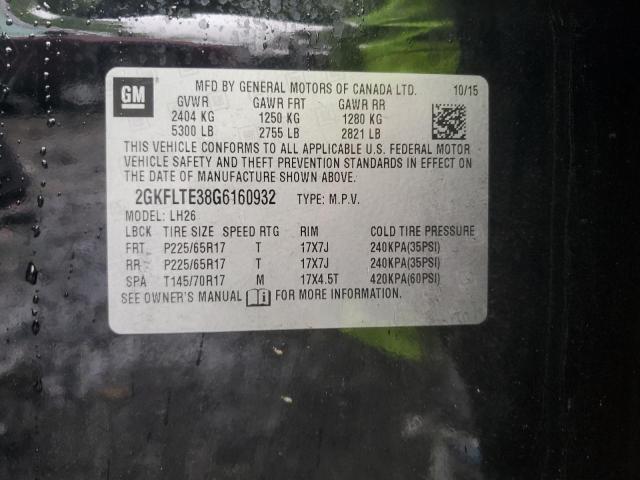 GM
MFD BY GENERAL MOTORS OF CANADA LTD. 10/15
GVWR GAWR FRT GAWR RR
2404 KG 1250 KG 1280 KG
5300 LB 2755 LB 2821 LB
THIS VEHICLE CONFORMS TO ALL APPLICABLE U.S. FEDERAL MOTOR
VEHICLE SAFETY AND THEFT PREVENTION STANDARDS IN EFFECT ON
THE DATE OF MANUFACTURE SHOWN ABOVE.
2GKFLTE38G6160932 TYPE: M.P.V.
MODEL: LH26
LBCK TIRE SIZE SPEED RTG RIM COLD TIRE PRESSURE
FRT P225/65R17 T 17X7J 240KPA(35PSI)
RR P225/65R17 T 17X7J 240KPA(35PSI)
SPA T145/70R17 M 17X4.5T 420KPA(60PSI)
SEE OWNER'S MANUAL FOR MORE INFORMATION.